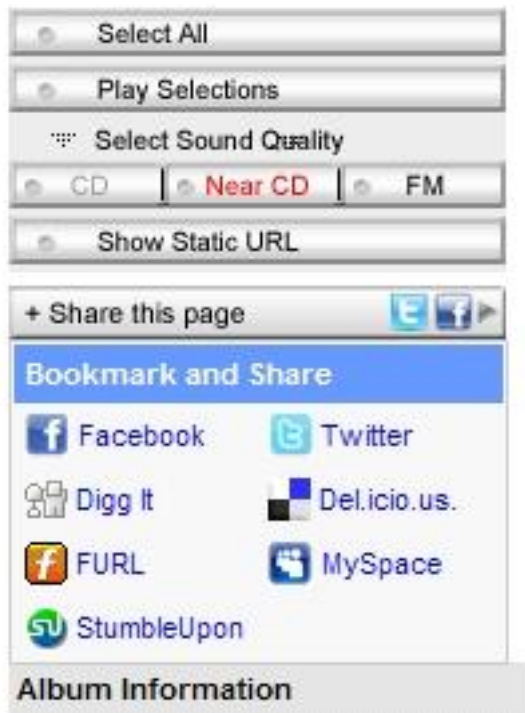 Select All
Play Selections
Select Sound Quality
CD Near CD FM
Show Static URL
+ Share this page
Bookmark and Share
Facebook Twitter
Digg It Del.icio.us.
FURL MySpace
StumbleUpon
Album Information